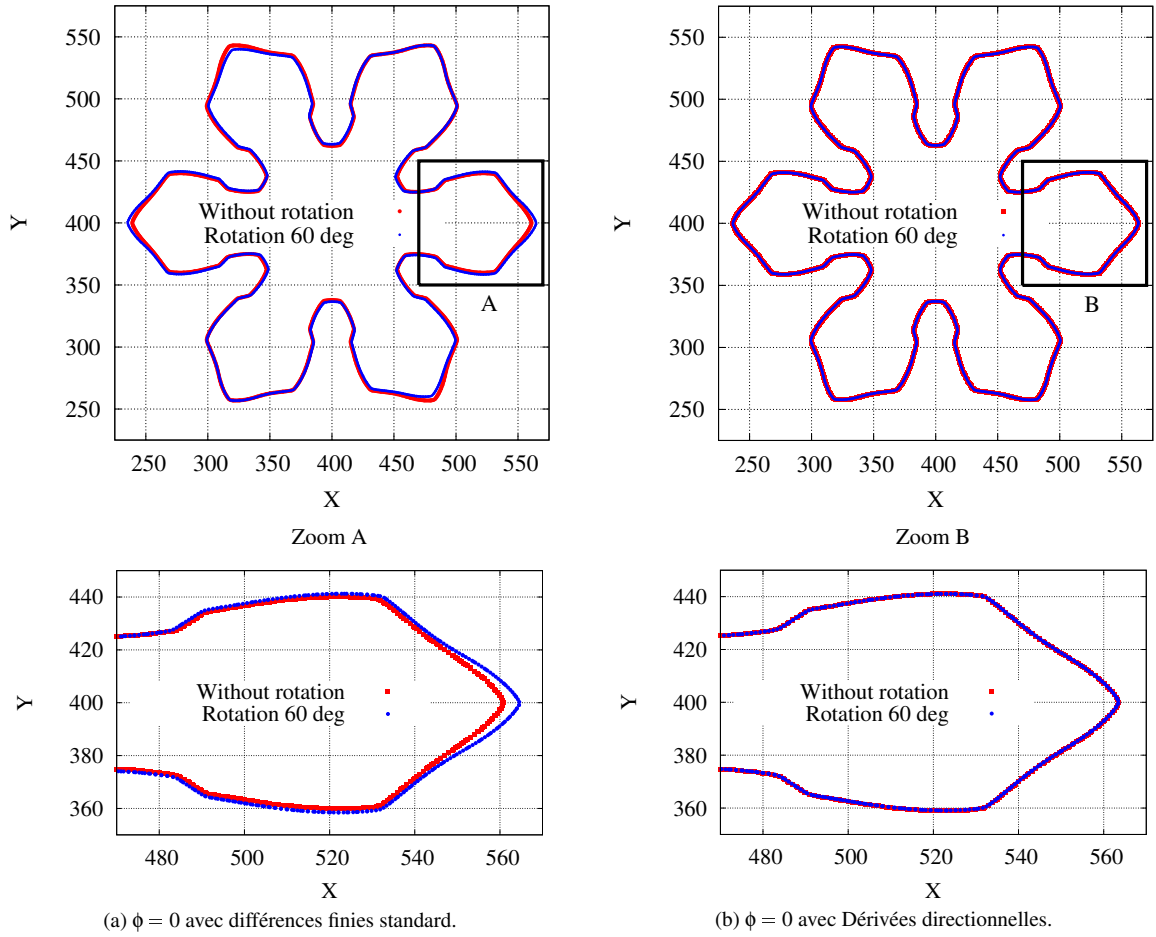 550
500
450
400
350
300
250
Y
Without rotation
Rotation 60 deg
A
250 300 350 400 450 500 550
X
550
500
450
400
350
300
250
Y
Without rotation
Rotation 60 deg
B
250 300 350 400 450 500 550
X
Zoom A
440
420
400
380
360
Y
Without rotation
Rotation 60 deg
480 500 520 540 560
X
(a) ϕ = 0 avec différences finies standard.
Zoom B
440
420
400
380
360
Y
Without rotation
Rotation 60 deg
480 500 520 540 560
X
(b) ϕ = 0 avec Dérivées directionnelles.